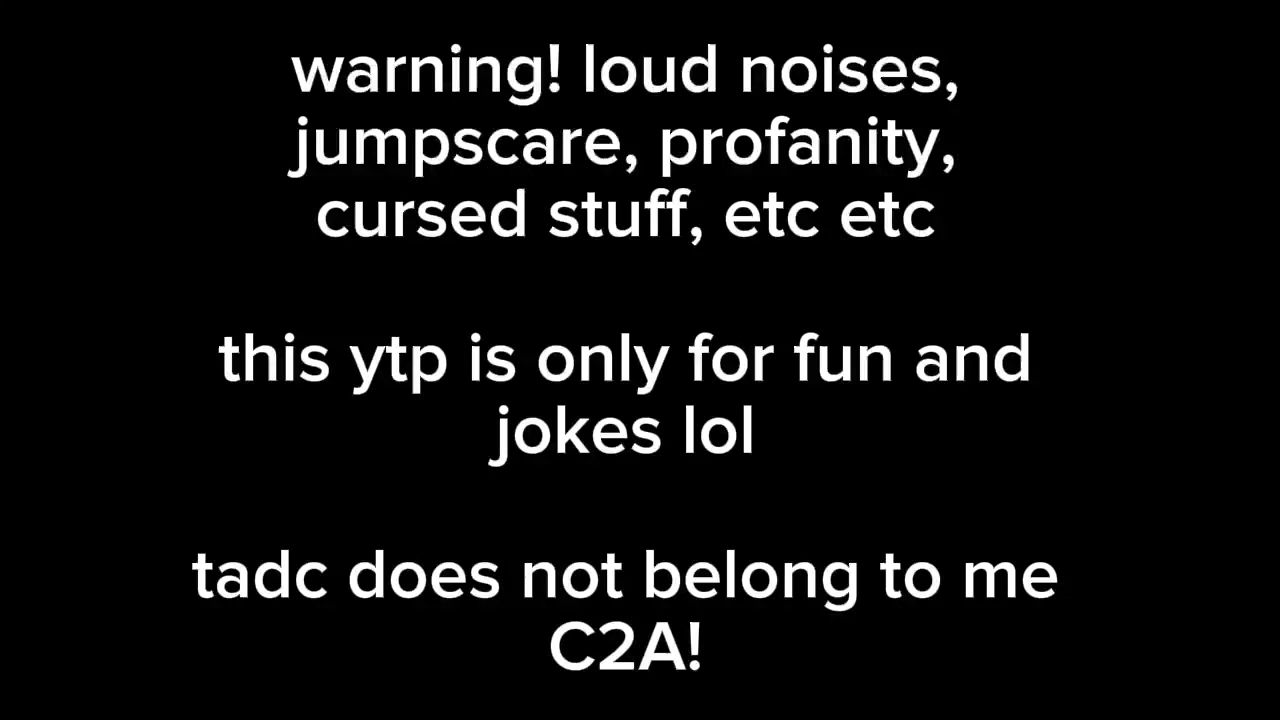 warning! loud noises,
jumpscare, profanity,
cursed stuff, etc etc
this ytp is only for fun and
jokes lol
tadc does not belong to me
C2A!